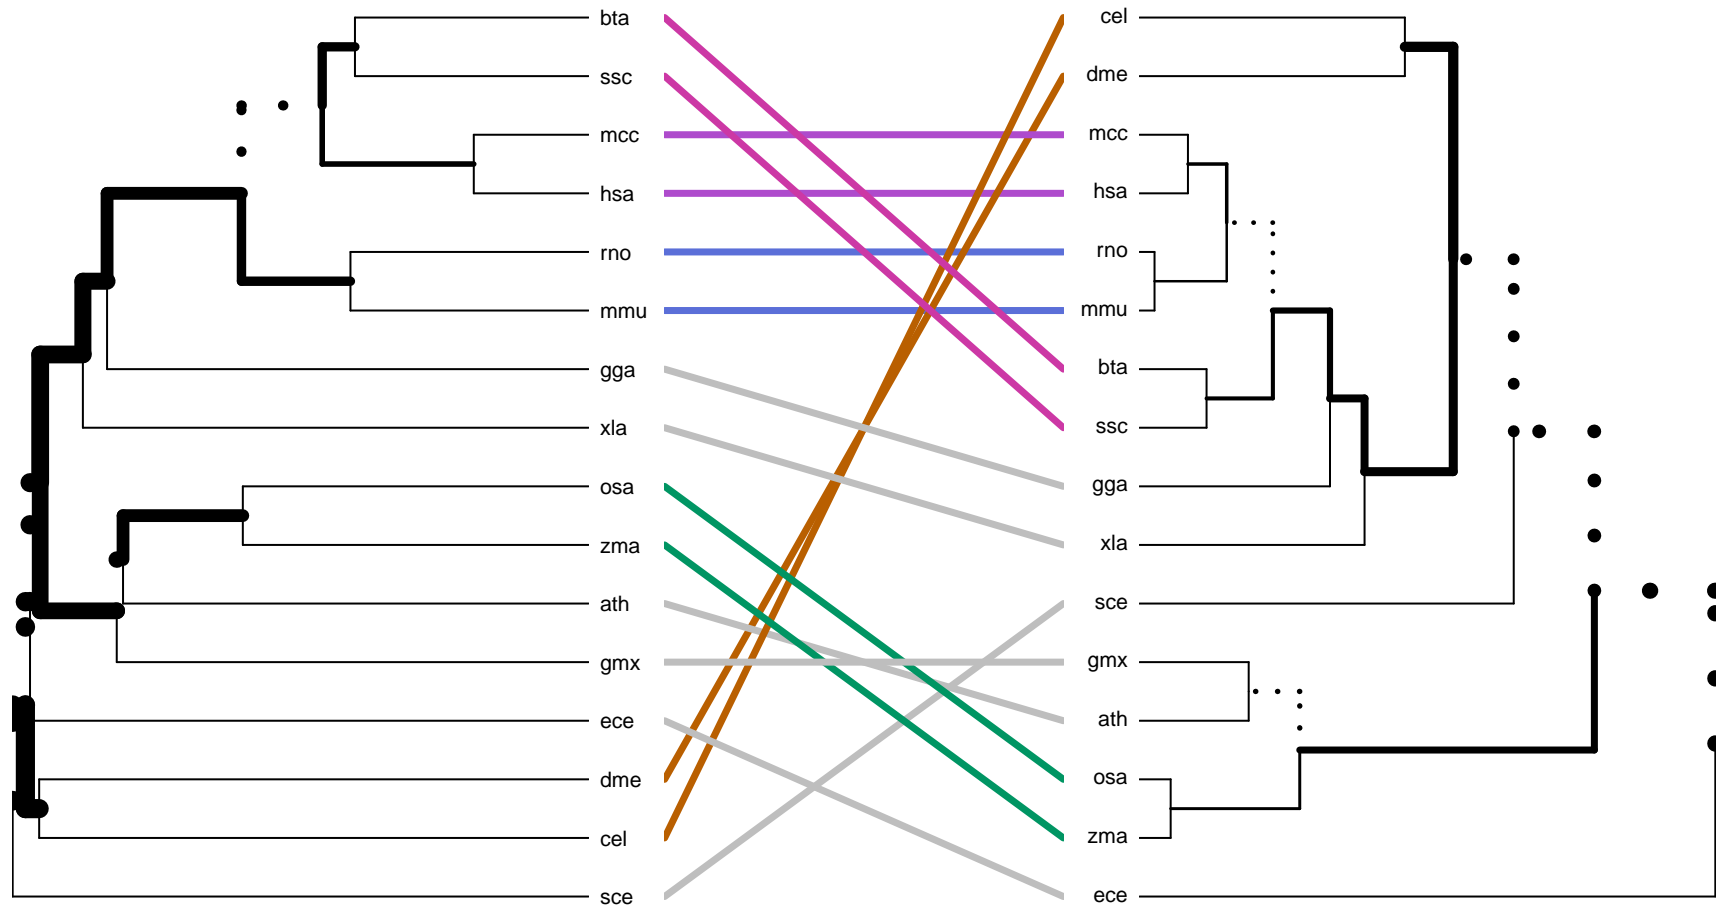 bta cel
ssc dme
mcc mcc
hsa hsa
rno rno
mmu mmu
gga bta
xla ssc
osa gga
zma xla
ath sce
gmx gmx
ece ath
dme osa
cel zma
sce ece